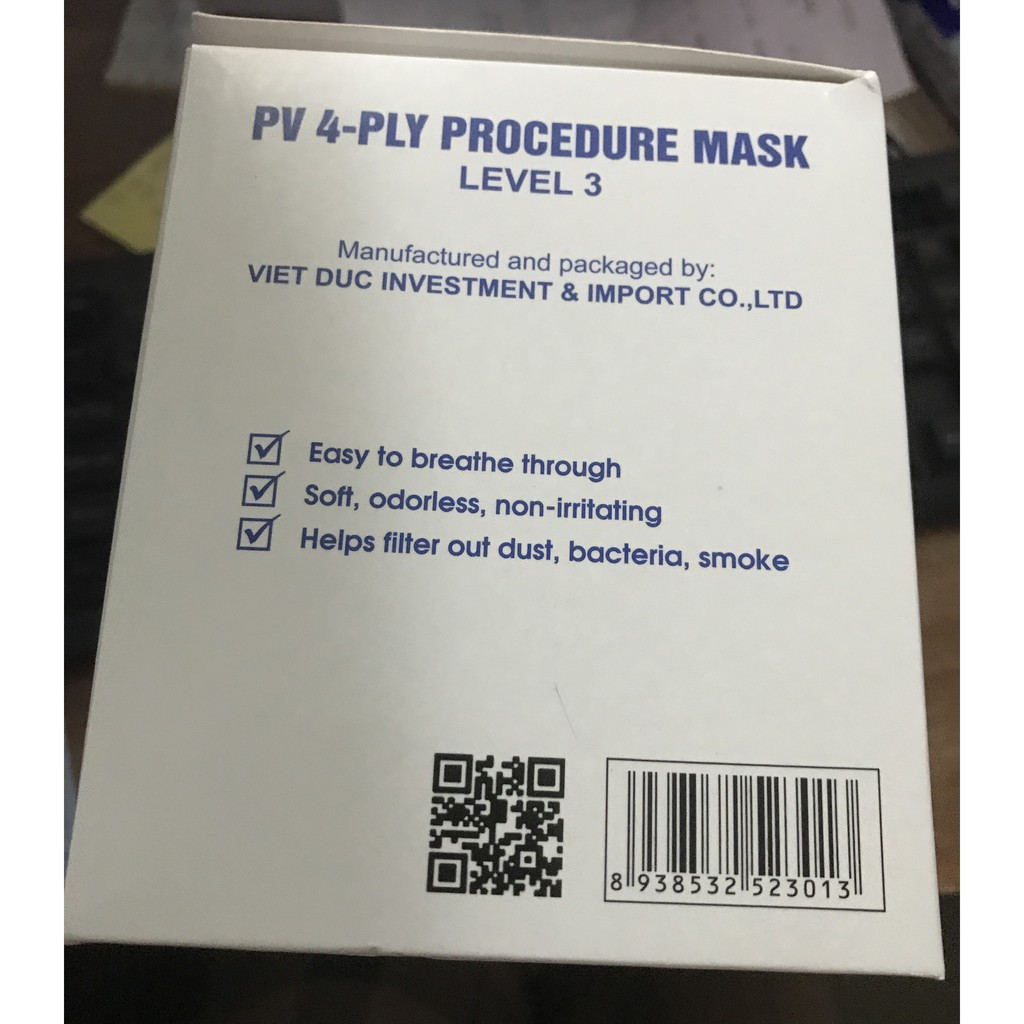 PV 4-PLY PROCEDURE MASK
LEVEL 3
Manufactured and packaged by:
VIET DUC INVESTMENT & IMPORT CO.,LTD
Easy to breathe through
Soft, odorless, non-irritating
Helps filter out dust, bacteria, smoke
8 938532 523013